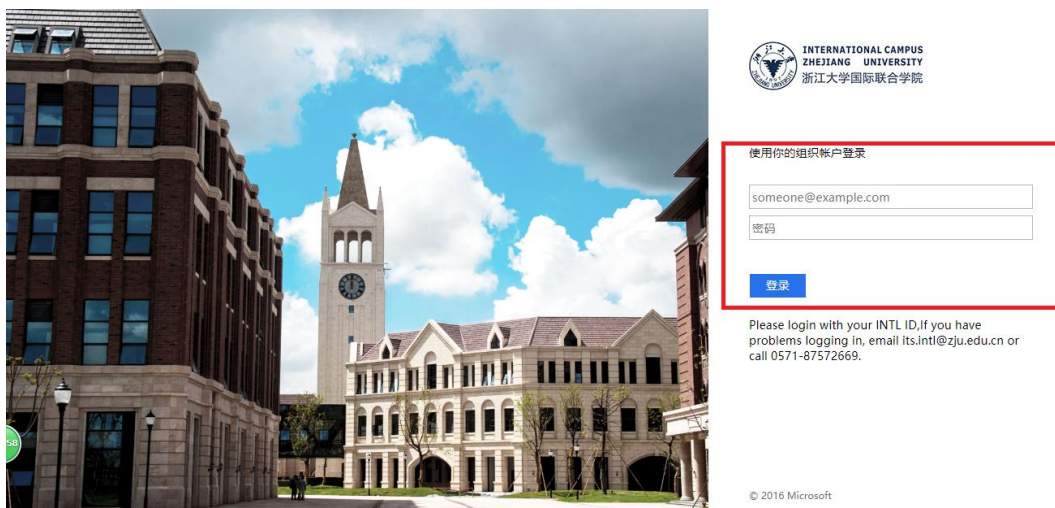 INTERNATIONAL CAMPUS
ZHEJIANG UNIVERSITY
浙江大学国际联合学院
使用你的组织帐户登录
someone@example.com
密码
登录
Please login with your INTL ID,If you have
problems logging in, email its.intl@zju.edu.cn or
call 0571-87572669.
58
© 2016 Microsoft